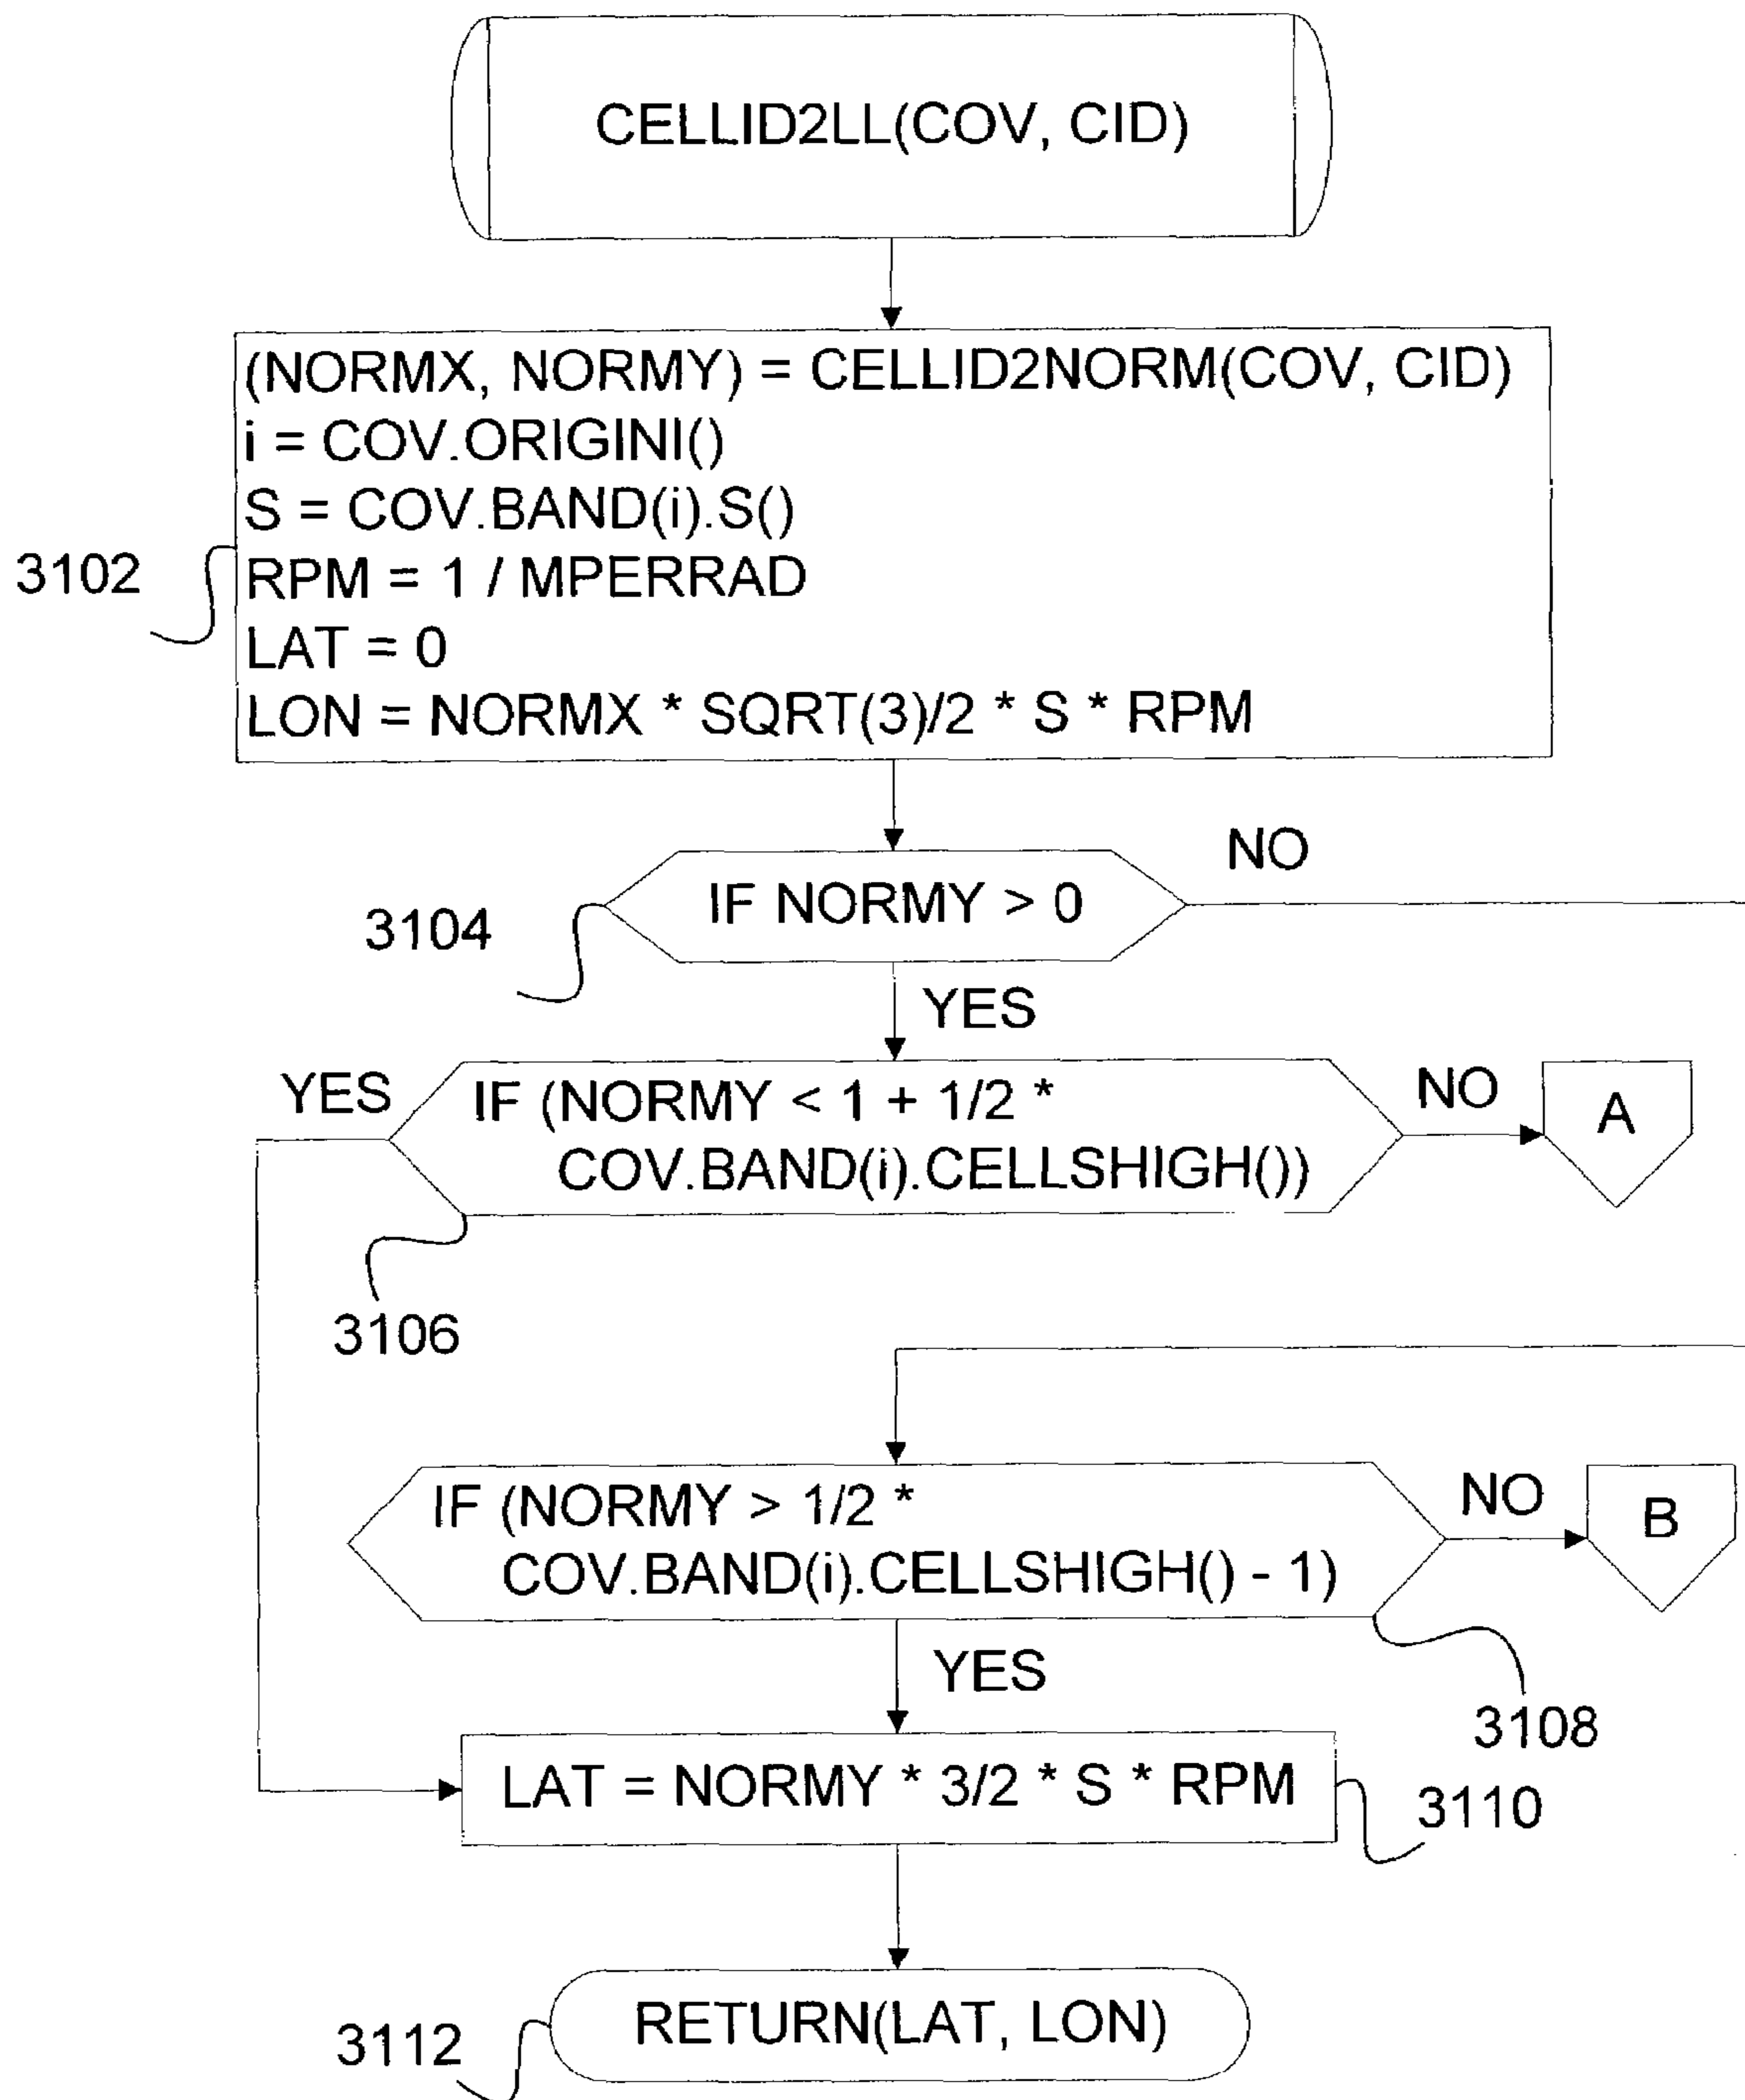 CELLID2LL(COV, CID)
(NORMX, NORMY) = CELLID2NORM(COV, CID)
i = COV.ORIGINI()
S = COV.BAND(i).S()
RPM = 1 / MPERRAD
LAT = 0
LON = NORMX * SQRT(3)/2 * S * RPM
3102
NO
IF NORMY > 0
3104
YES
YES
IF (NORMY < 1 + 1/2 *
COV.BAND(i).CELLSHIGH())
NO
A
3106
IF (NORMY > 1/2 *
COV.BAND(i).CELLSHIGH() - 1)
NO
B
YES
3108
LAT = NORMY * 3/2 * S * RPM
3110
RETURN(LAT, LON)
3112